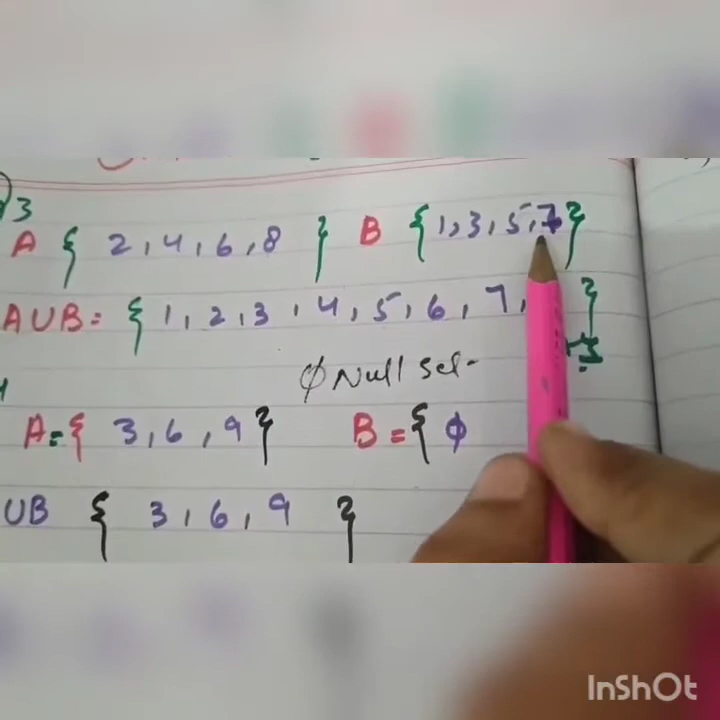 3
A { 2, 4, 6, 8 } B { 1, 3, 5, 7 }
AUB = { 1, 2, 3, 4, 5, 6, 7, }
φ Null set
A = { 3, 6, 9 } B = { φ
UB { 3, 6, 9 }
InShOt